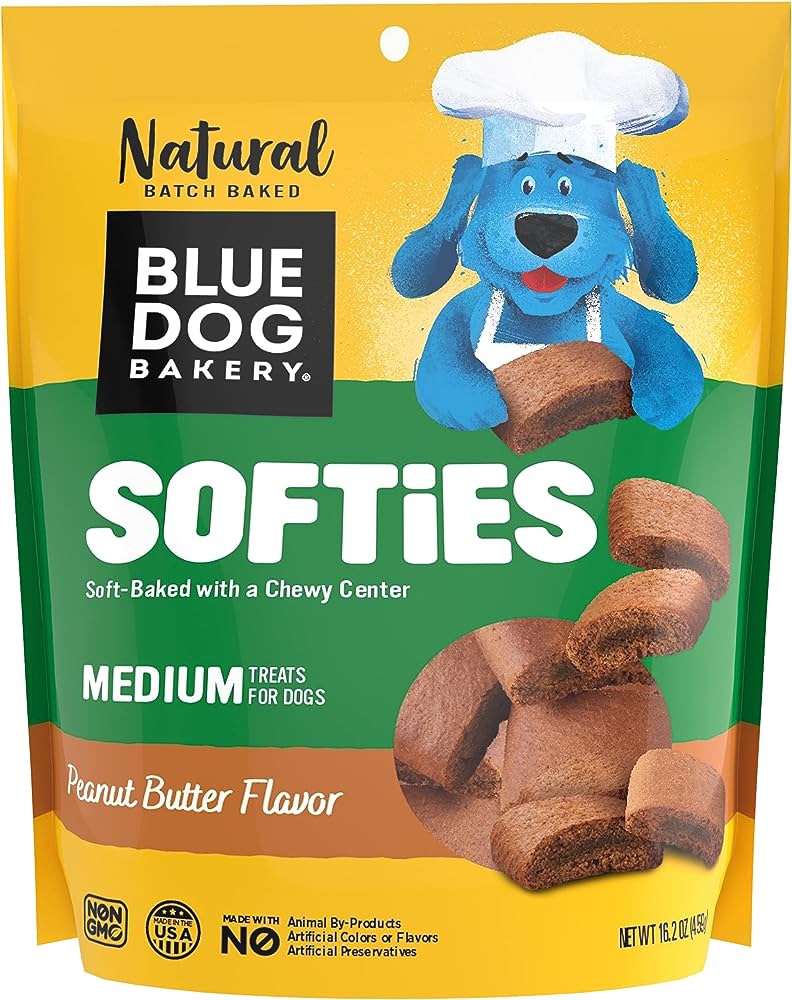 Natural
BATCH BAKED
BLUE
DOG
BAKERY®
SOFTiES
Soft-Baked with a Chewy Center
MEDIUM TREATS
FOR DOGS
Peanut Butter Flavor
NON
GMO
MADE IN THE
USA
MADE WITH
NO
Animal By-Products
Artificial Colors or Flavors
Artificial Preservatives
NET WT 16.2 OZ (459g)